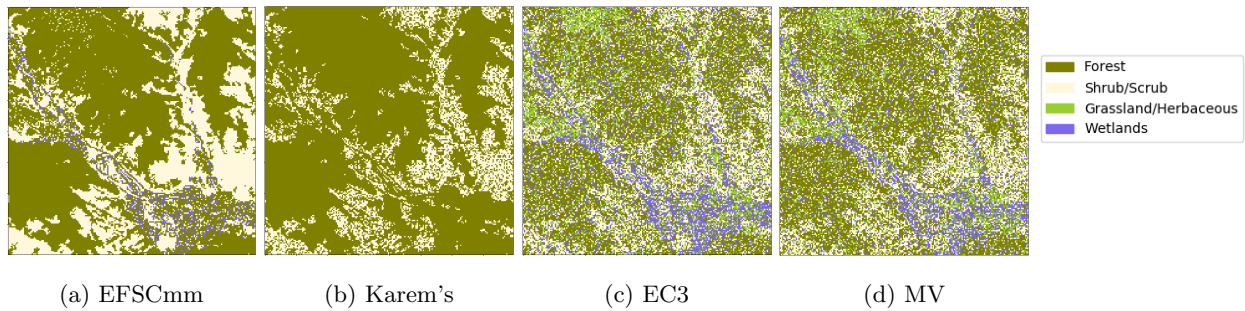 Forest
Shrub/Scrub
Grassland/Herbaceous
Wetlands
(a) EFSCmm
(b) Karem's
(c) EC3
(d) MV